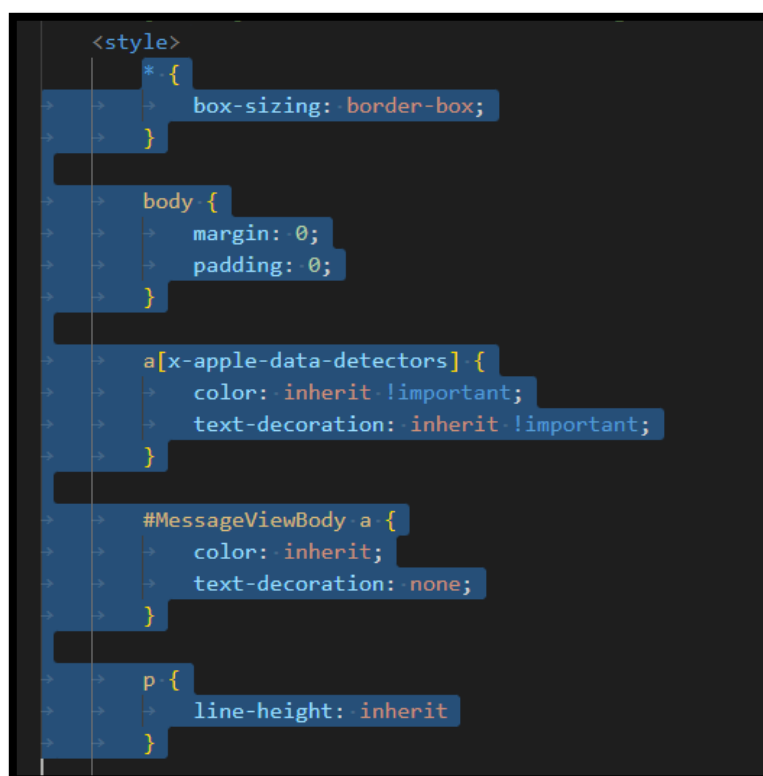 <style>
* {
box-sizing: border-box;
}
body {
margin: 0;
padding: 0;
}
a[x-apple-data-detectors] {
color: inherit !important;
text-decoration: inherit !important;
}
#MessageViewBody a {
color: inherit;
text-decoration: none;
}
p {
line-height: inherit
}